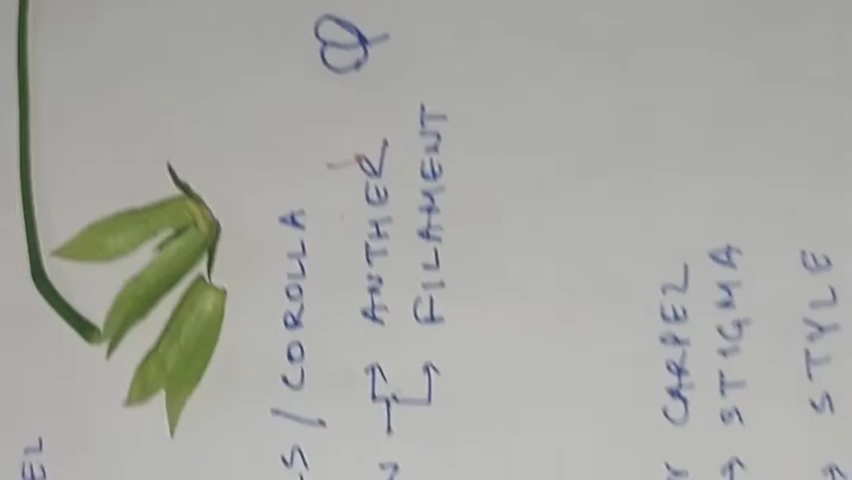 EL
S / COROLLA
N → ANTHER
→ FILAMENT
CARPEL
→ STIGMA
→ STYLE